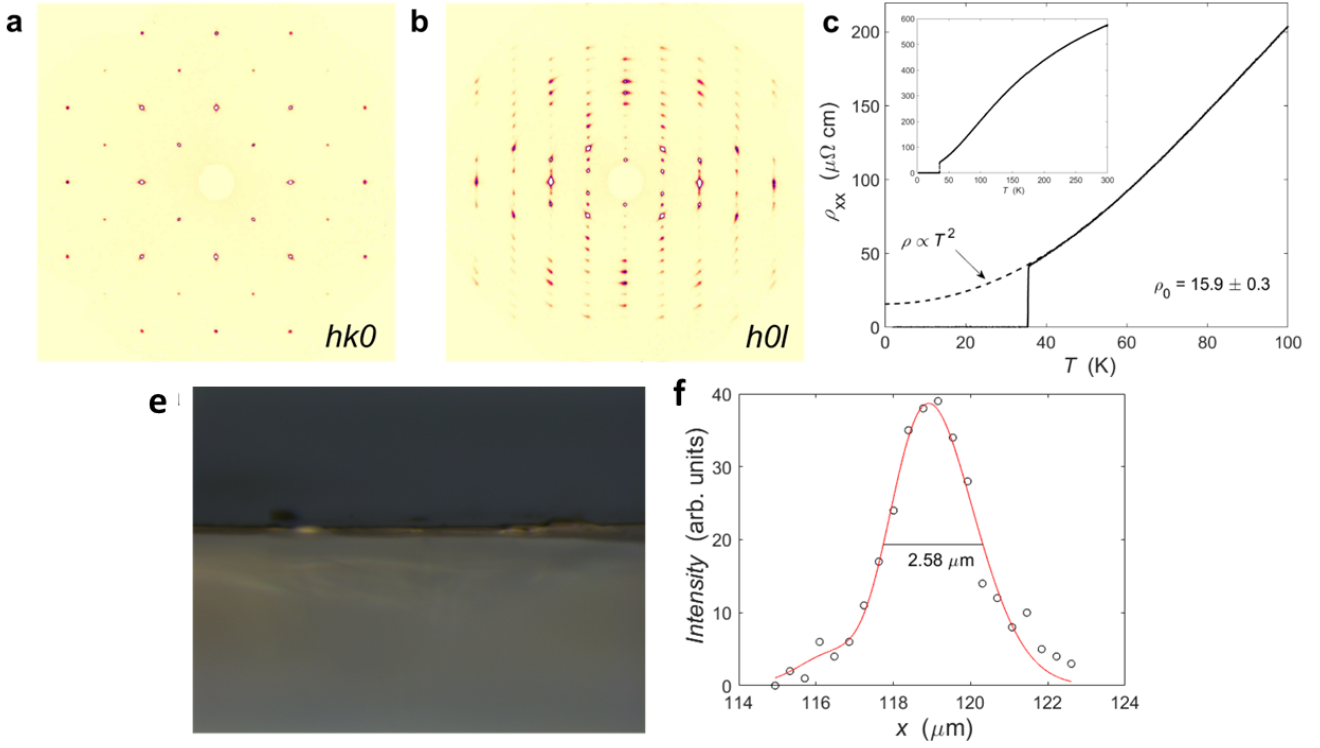 a
hk0
b
h0l
c
600
500
400
300
200
100
0
0 50 100 150 200 250 300
T (K)
200
150
100
50
0
ρxx (μΩ cm)
ρ ∝ T²
ρ₀ = 15.9 ± 0.3
0 20 40 60 80 100
T (K)
e
f
40
30
20
10
0
Intensity (arb. units)
2.58 μm
114 116 118 120 122 124
x (μm)